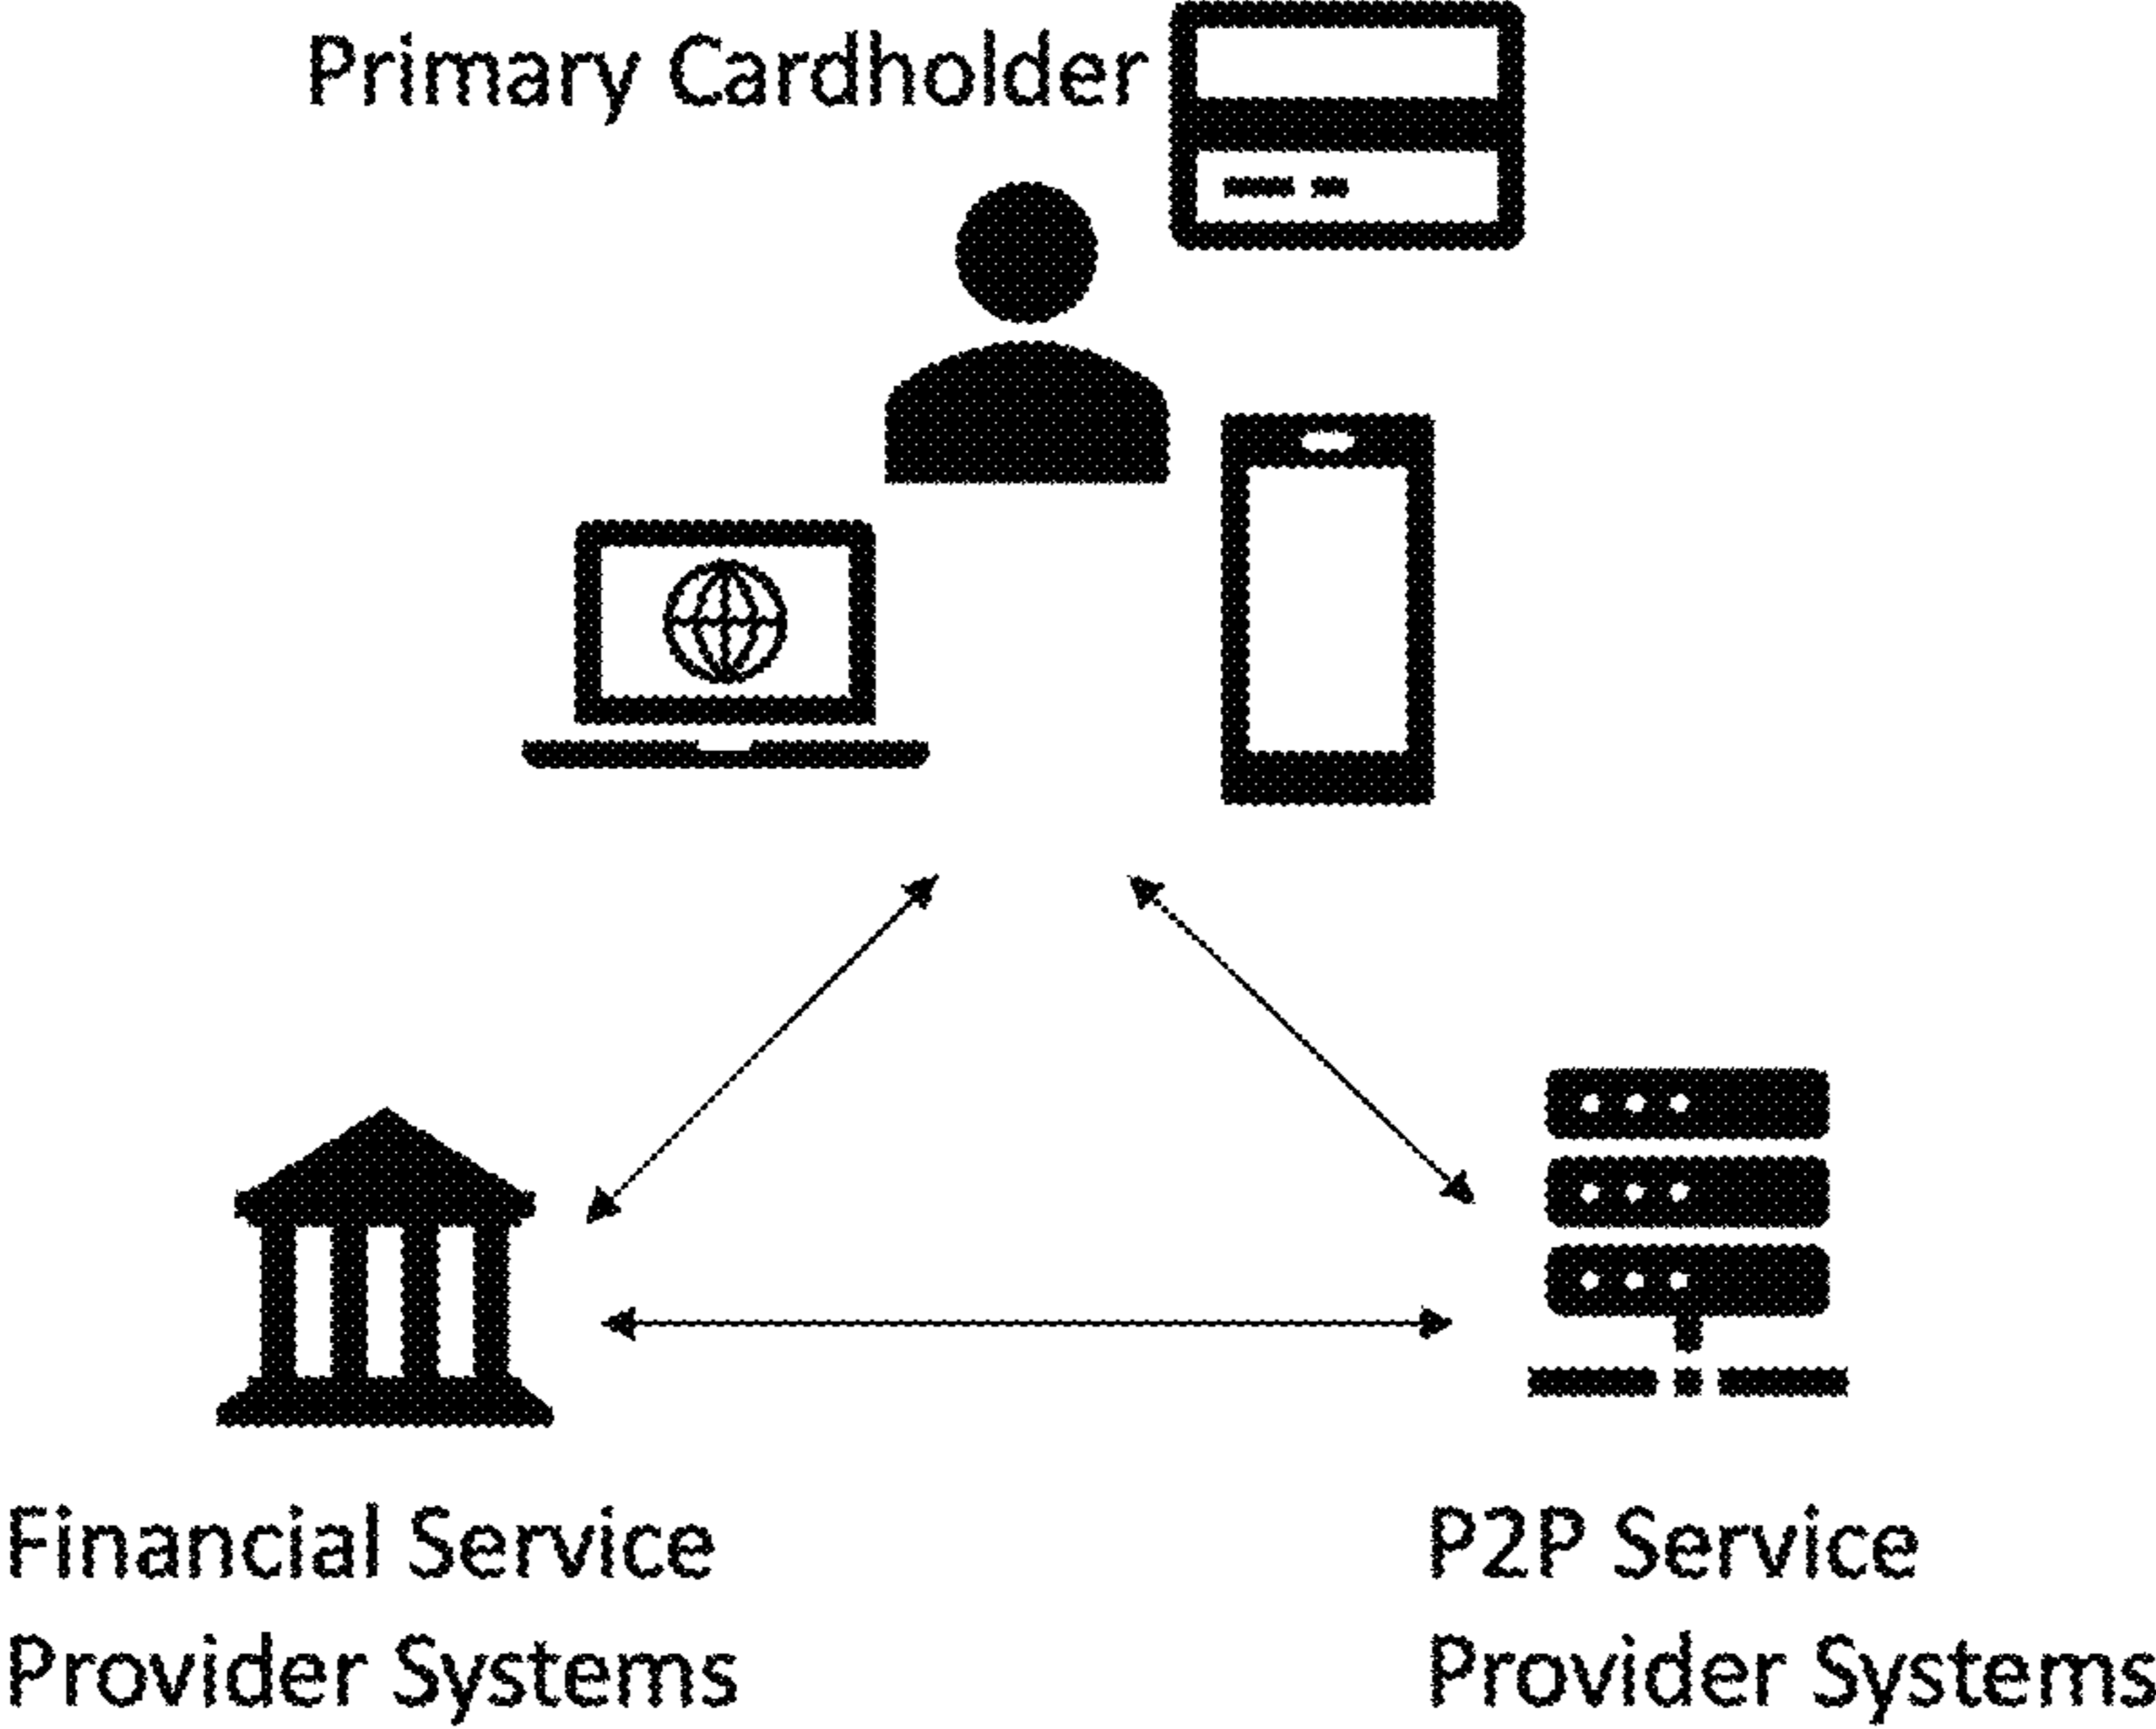 Primary Cardholder
Financial Service
Provider Systems
P2P Service
Provider Systems